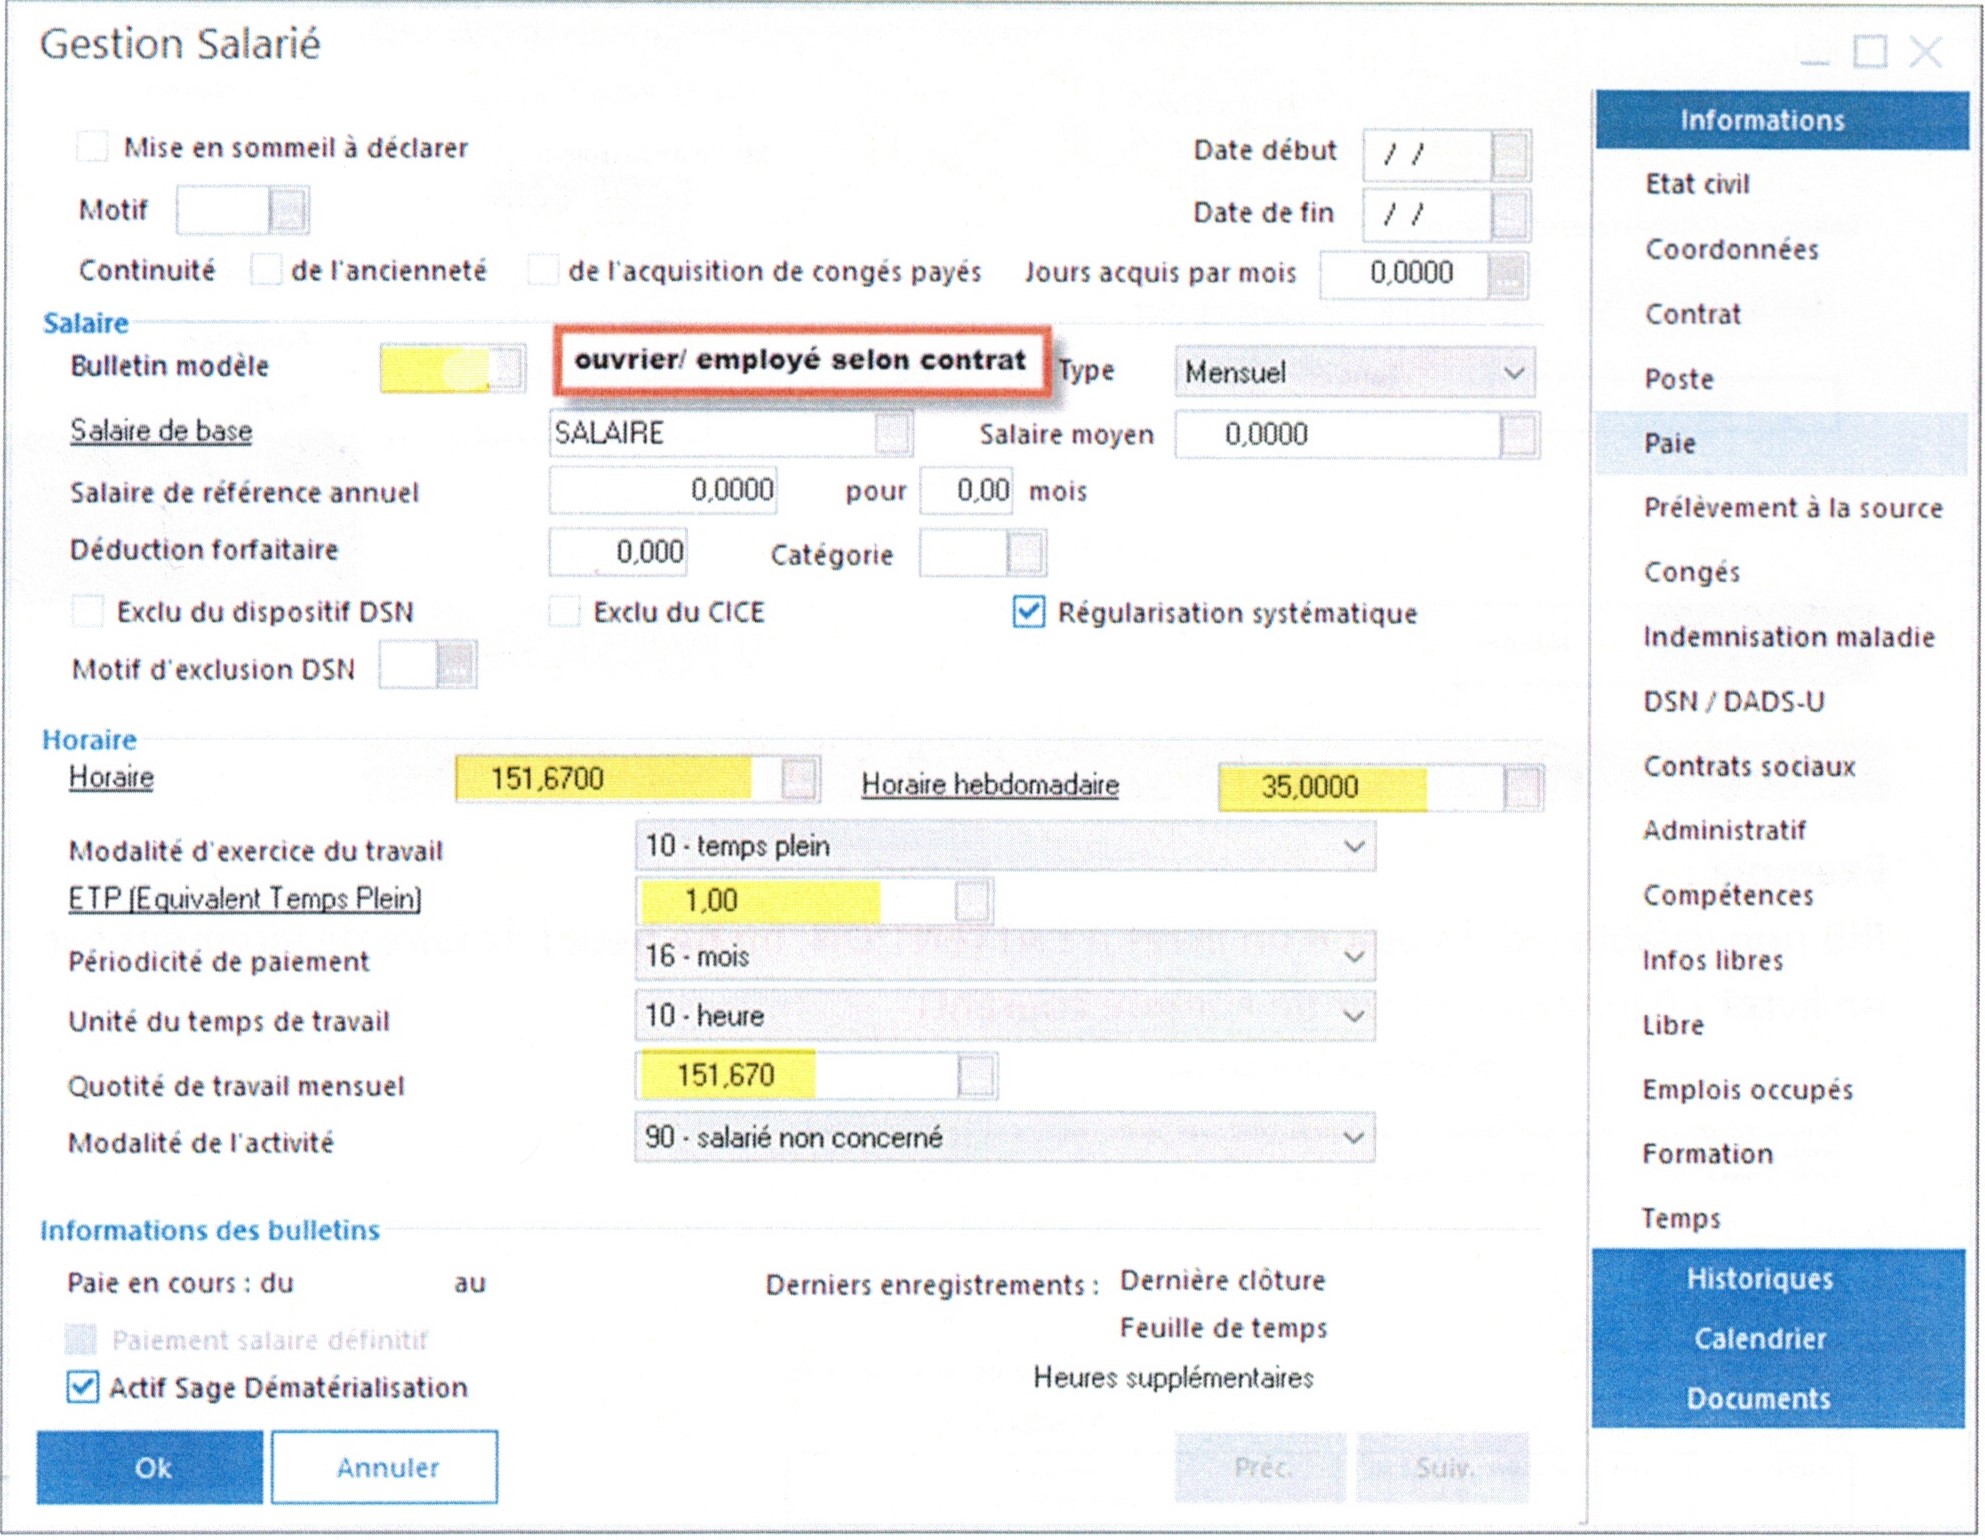 Gestion Salarié
Mise en sommeil à déclarer
Date début / /
Motif
Date de fin / /
Continuité de l'ancienneté de l'acquisition de congés payés Jours acquis par mois 0,0000
Salaire
Bulletin modèle ouvrier/ employé selon contrat Type Mensuel
Salaire de base SALAIRE Salaire moyen 0,0000
Salaire de référence annuel 0,0000 pour 0,00 mois
Déduction forfaitaire 0,000 Catégorie
Exclu du dispositif DSN Exclu du CICE Régularisation systématique
Motif d'exclusion DSN
Horaire
Horaire 151,6700 Horaire hebdomadaire 35,0000
Modalité d'exercice du travail 10 - temps plein
ETP (Equivalent Temps Plein) 1,00
Périodicité de paiement 16 - mois
Unité du temps de travail 10 - heure
Quotité de travail mensuel 151,670
Modalité de l'activité 90 - salarié non concerné
Informations des bulletins
Paie en cours : du au Derniers enregistrements : Dernière clôture
Feuille de temps
Paiement salaire définitif
Heures supplémentaires
Actif Sage Dématérialisation
Ok Annuler Préc. Suiv.
Informations
Etat civil
Coordonnées
Contrat
Poste
Paie
Prélèvement à la source
Congés
Indemnisation maladie
DSN / DADS-U
Contrats sociaux
Administratif
Compétences
Infos libres
Libre
Emplois occupés
Formation
Temps
Historiques
Calendrier
Documents